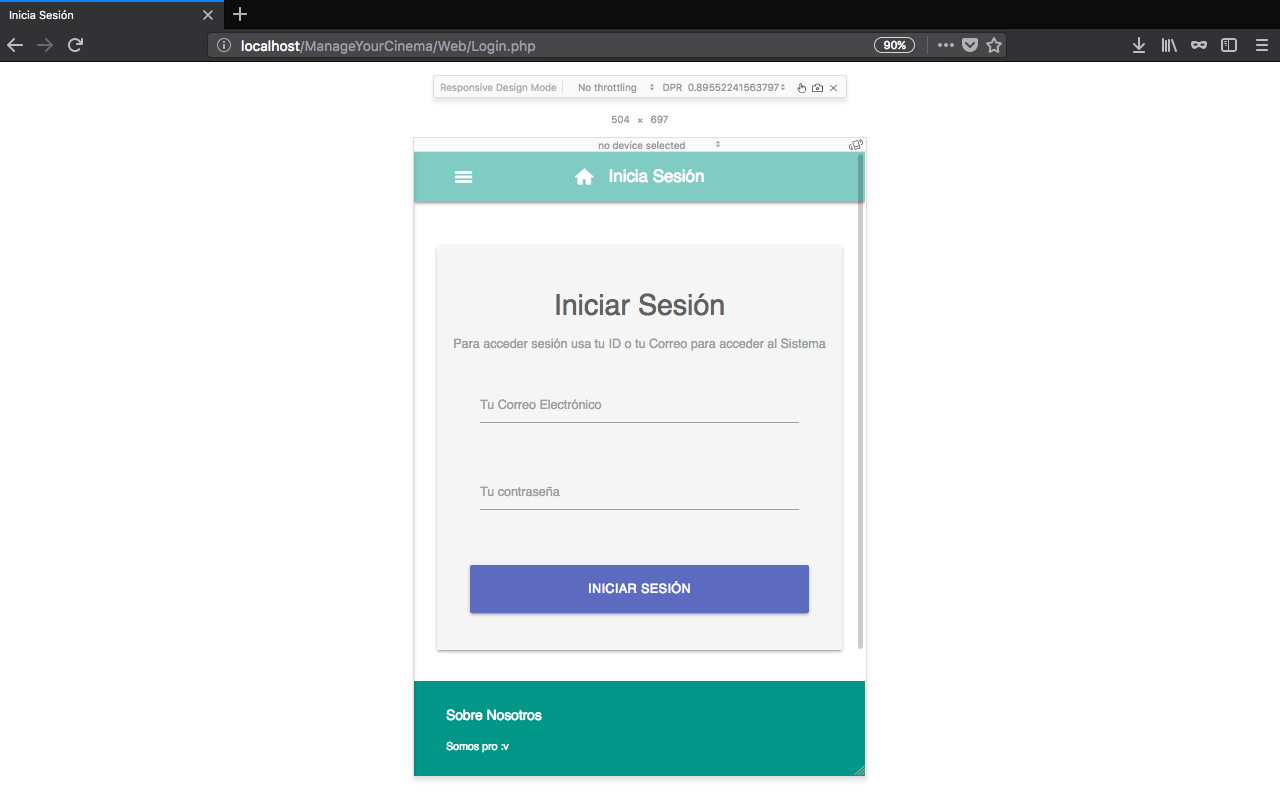 Inicia Sesión
localhost/ManageYourCinema/Web/Login.php
90%
Responsive Design Mode
No throttling
DPR 0.89552241563797
504 × 697
no device selected
Inicia Sesión
Iniciar Sesión
Para acceder sesión usa tu ID o tu Correo para acceder al Sistema
Tu Correo Electrónico
Tu contraseña
INICIAR SESIÓN
Sobre Nosotros
Somos pro :v